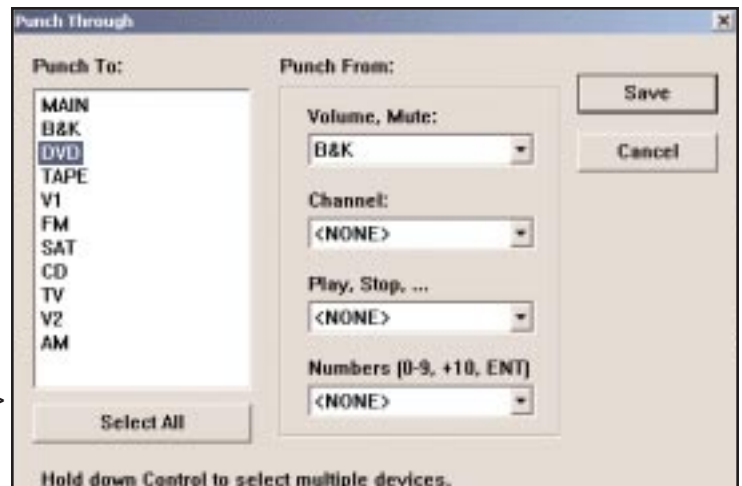 Punch Through
Punch To:
MAIN
B&K
DVD
TAPE
V1
FM
SAT
CD
TV
V2
AM
Select All
Punch From:
Volume, Mute:
B&K
Channel:
<NONE>
Play, Stop, ...
<NONE>
Numbers (0-9, +10, ENT)
<NONE>
Save
Cancel
Hold down Control to select multiple devices.